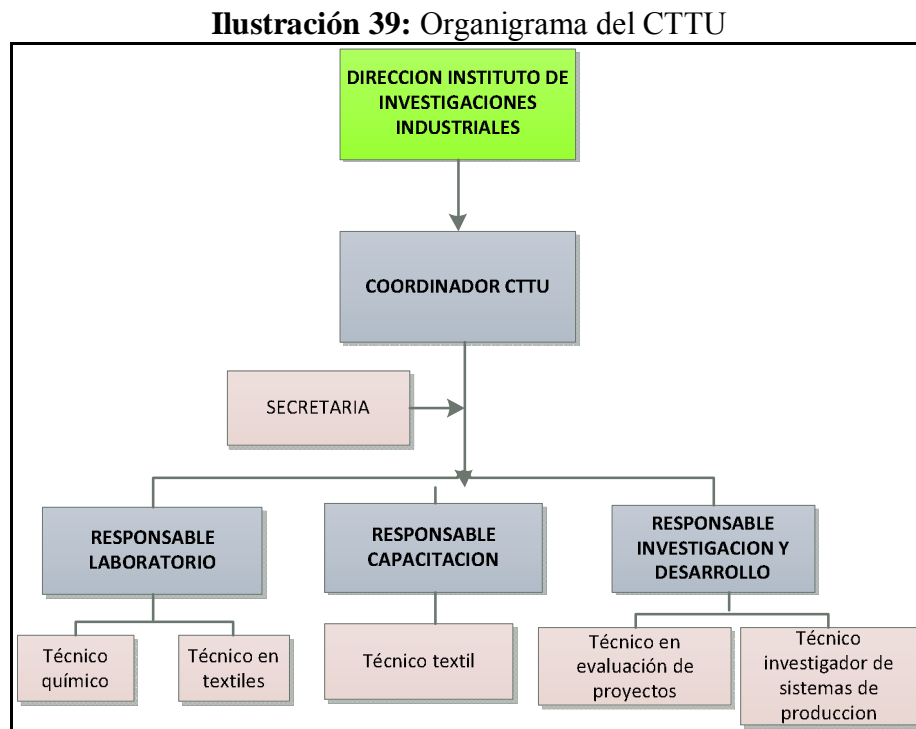 Ilustración 39: Organigrama del CTTU
DIRECCION INSTITUTO DE
INVESTIGACIONES
INDUSTRIALES
COORDINADOR CTTU
SECRETARIA
RESPONSABLE
LABORATORIO
RESPONSABLE
CAPACITACION
RESPONSABLE
INVESTIGACION Y
DESARROLLO
Técnico
químico
Técnico en
textiles
Técnico textil
Técnico en
evaluación de
proyectos
Técnico
investigador de
sistemas de
produccion